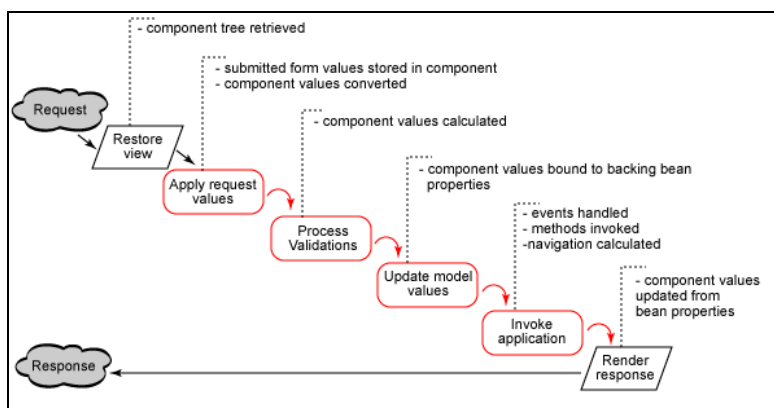 - component tree retrieved
- submitted form values stored in component
- component values converted
Request
Restore
view
- component values calculated
Apply request
values
- component values bound to backing bean
properties
Process
Validations
- events handled
- methods invoked
-navigation calculated
Update model
values
- component values
updated from
bean properties
Invoke
application
Response
Render
response